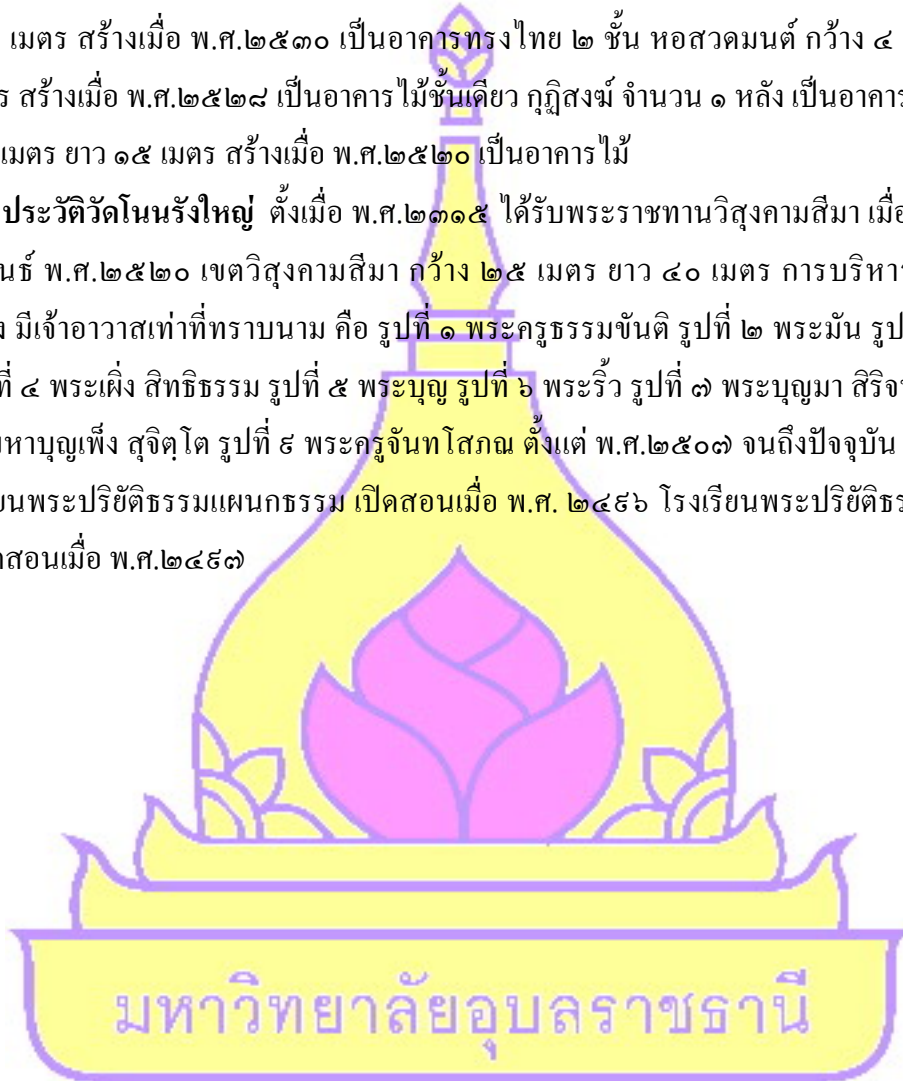 เมตร สร้างเมื่อ พ.ศ.๒๕๓๐ เป็นอาคารทรงไทย ๒ ชั้น หอสวดมนต์ กว้าง ๔
ร สร้างเมื่อ พ.ศ.๒๕๒๘ เป็นอาคารไม้ชั้นเดียว กุฏิสงฆ์ จำนวน ๑ หลัง เป็นอาคาร
เมตร ยาว ๑๕ เมตร สร้างเมื่อ พ.ศ.๒๕๒๐ เป็นอาคารไม้
ประวัติวัดโนนรังใหญ่ ตั้งเมื่อ พ.ศ.๒๓๑๕ ได้รับพระราชทานวิสุงคามสีมา เมื่อ
นธ์ พ.ศ.๒๕๒๐ เขตวิสุงคามสีมา กว้าง ๒๕ เมตร ยาว ๔๐ เมตร การบริหาร
ง มีเจ้าอาวาสเท่าที่ทราบนาม คือ รูปที่ ๑ พระครูธรรมขันติ รูปที่ ๒ พระมัน รูป
ที่ ๔ พระเผิ่ง สิทธิธรรม รูปที่ ๕ พระบุญ รูปที่ ๖ พระริ้ว รูปที่ ๗ พระบุญมา สิริจ
หาบุญเพ็ง สุจิตฺโต รูปที่ ๙ พระครูจันทโสภณ ตั้งแต่ พ.ศ.๒๕๐๗ จนถึงปัจจุบัน
ยนพระปริยัติธรรมแผนกธรรม เปิดสอนเมื่อ พ.ศ. ๒๔๙๖ โรงเรียนพระปริยัติธร
ดสอนเมื่อ พ.ศ.๒๔๙๗
มหาวิทยาลัยอุบลราชธานี